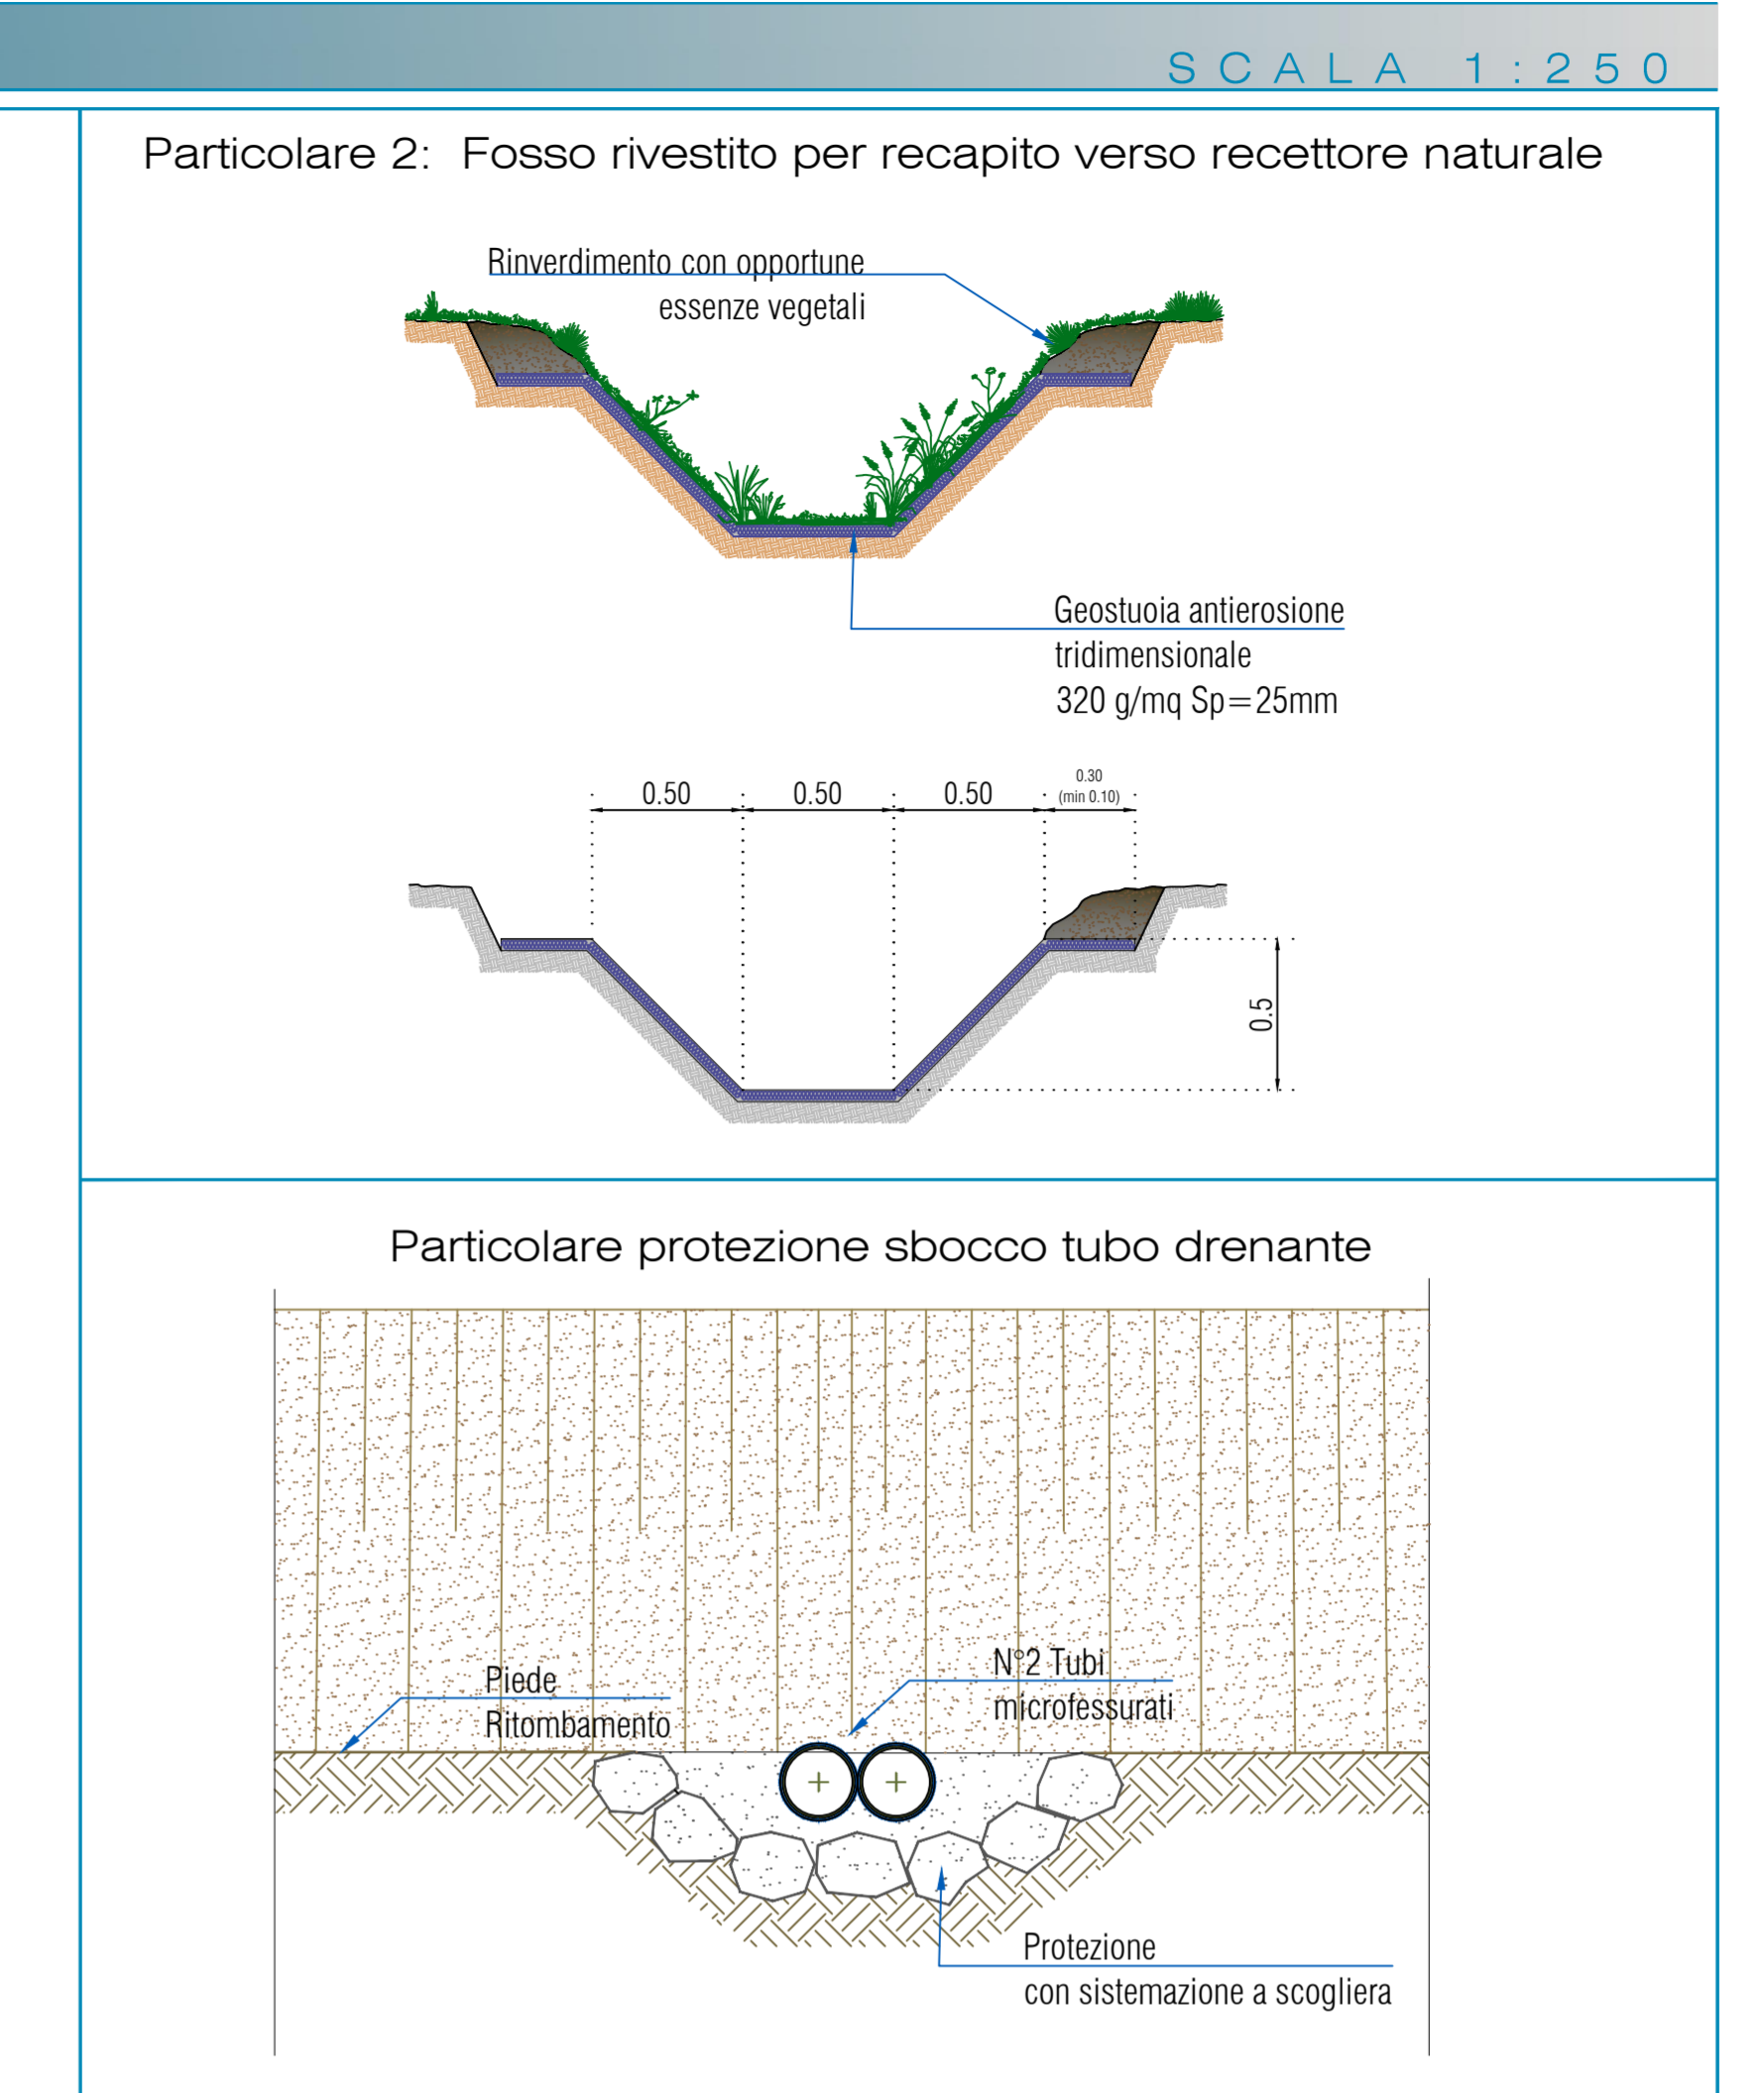 SCALA 1:250
Particolare 2: Fosso rivestito per recapito verso recettore naturale
Rinverdimento con opportune
essenze vegetali
Geostuoia antierosione
tridimensionale
320 g/mq Sp=25mm
0.50 0.50 0.50 0.30
(min 0.10)
0.5
Particolare protezione sbocco tubo drenante
N°2 Tubi
microfessurati
Piede
Ritombamento
Protezione
con sistemazione a scogliera